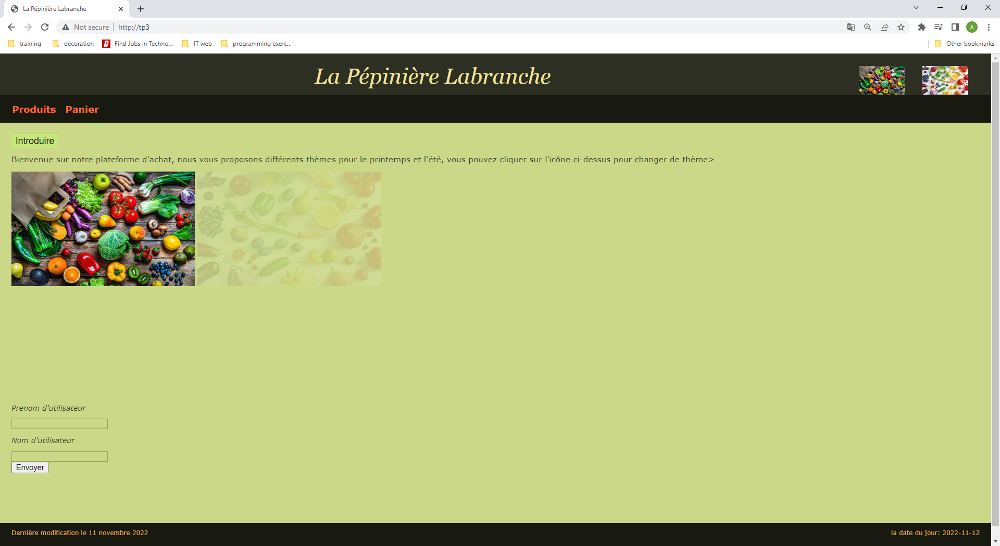 La Pépinière Labranche
Not secure | http://tp3
A
training
decoration
D
Find Jobs in Techno...
IT web
programming exerc...
Other bookmarks
La Pépinière Labranche
Produits Panier
Introduire
Bienvenue sur notre plateforme d'achat, nous vous proposons différents thèmes pour le printemps et l'été, vous pouvez cliquer sur l'icône ci-dessus pour changer de thème>
Prenom d'utilisateur
Nom d'utilisateur
Envoyer
Dernière modification le 11 novembre 2022
la date du jour: 2022-11-12